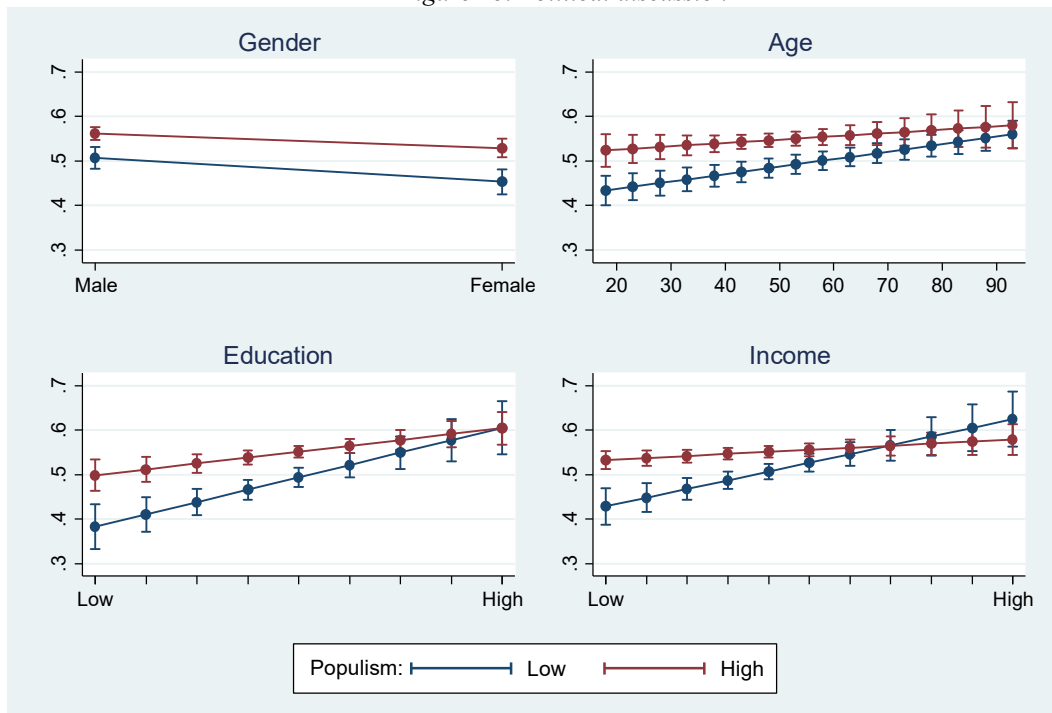 Gender
Age
.7
.6
.5
.4
.3
Male
Female
.7
.6
.5
.4
.3
20
30
40
50
60
70
80
90
Education
Income
.7
.6
.5
.4
.3
Low
High
.7
.6
.5
.4
.3
Low
High
Populism:
Low
High